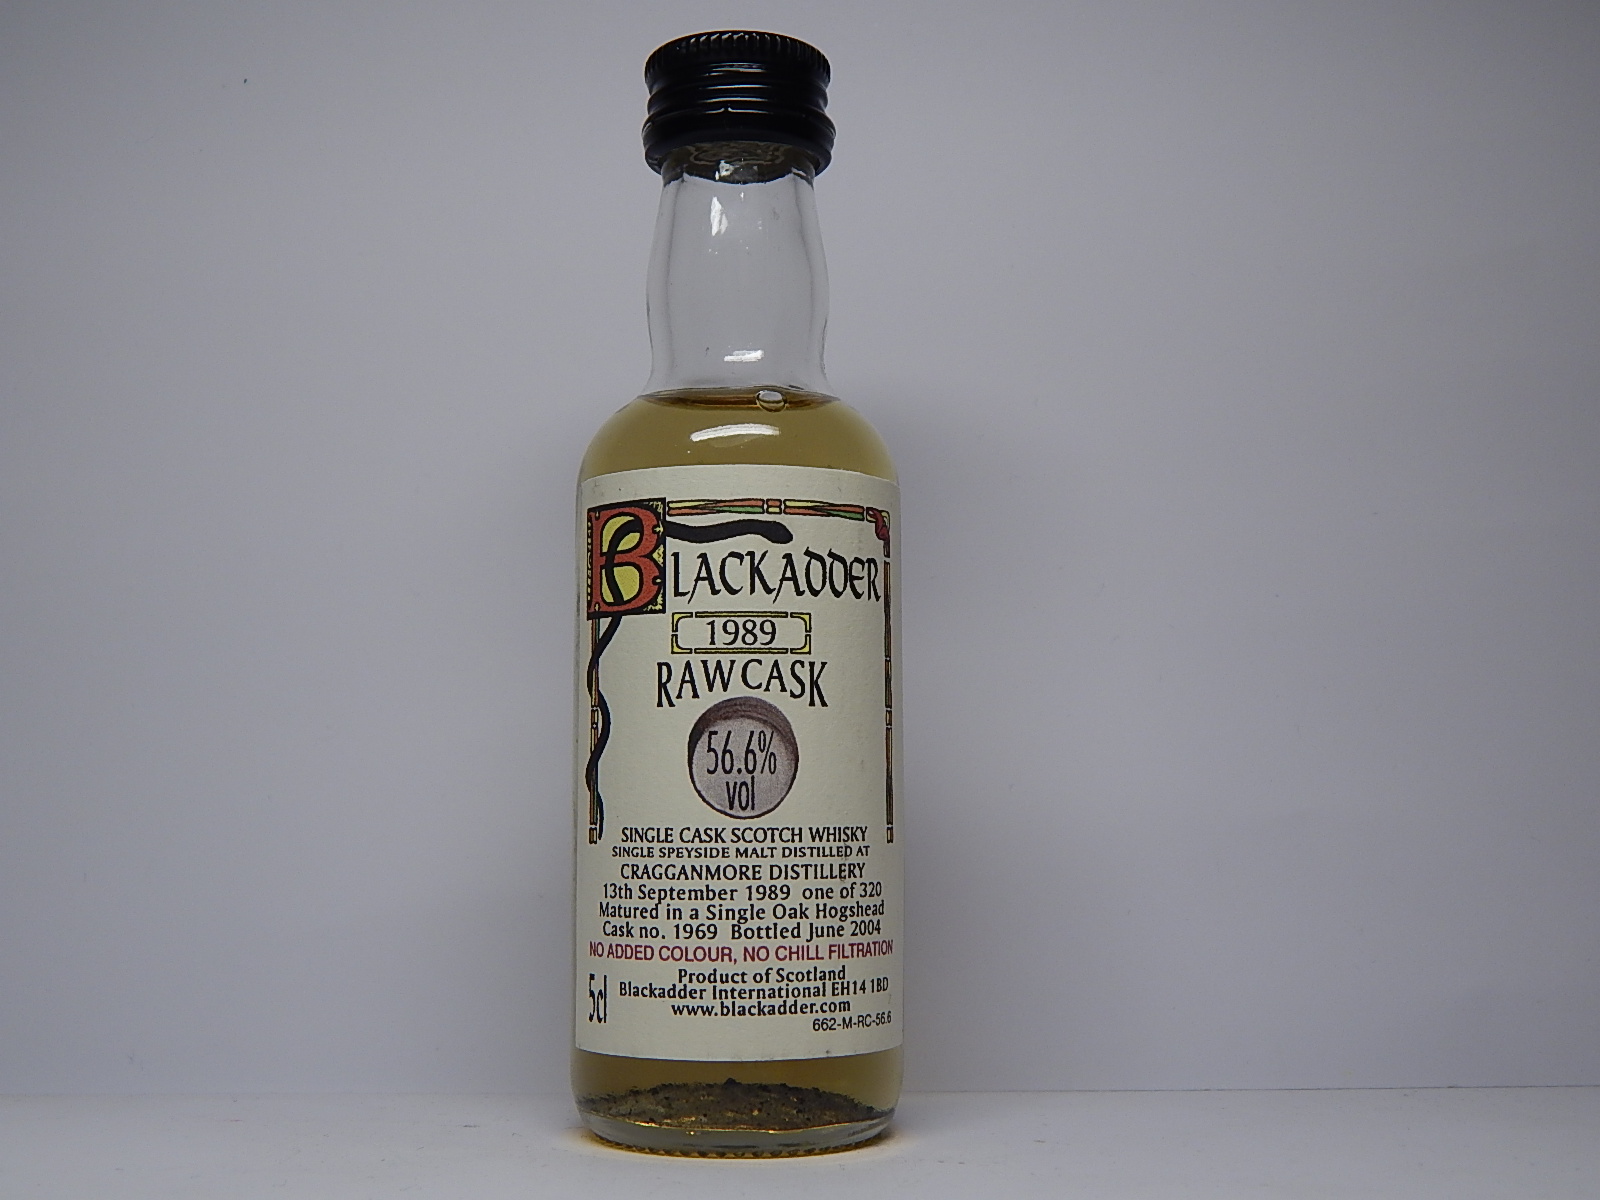 BLACKADDER
1989
RAW CASK
56.6%
vol
SINGLE CASK SCOTCH WHISKY
SINGLE SPEYSIDE MALT DISTILLED AT
CRAGGANMORE DISTILLERY
13th September 1989 one of 320
Matured in a Single Oak Hogshead
Cask no. 1969 Bottled June 2004
NO ADDED COLOUR, NO CHILL FILTRATION
5cl
Product of Scotland
Blackadder International EH14 1BD
www.blackadder.com
662-M-RC-56.6